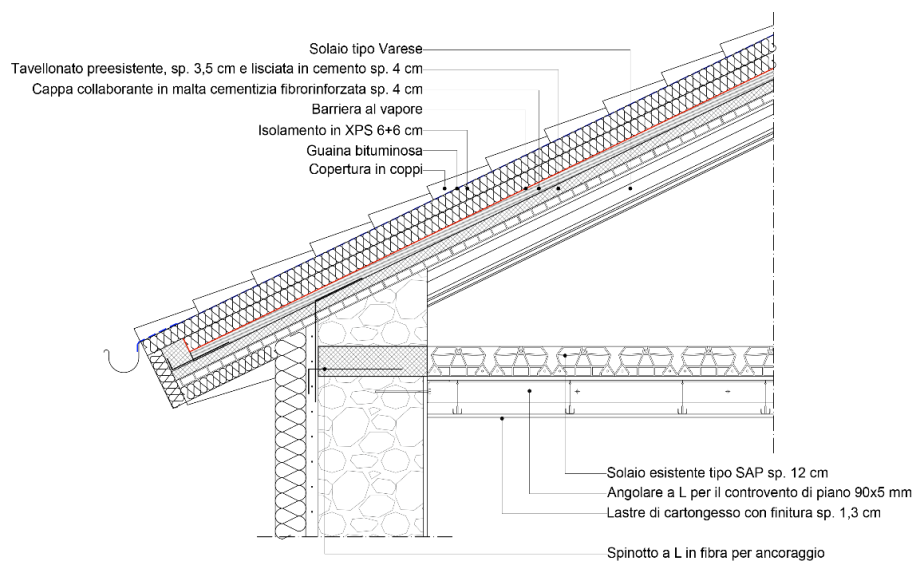 Solaio tipo Varese
Tavellonato preesistente, sp. 3,5 cm e lisciata in cemento sp. 4 cm
Cappa collaborante in malta cementizia fibrorinforzata sp. 4 cm
Barriera al vapore
Isolamento in XPS 6+6 cm
Guaina bituminosa
Copertura in coppi
Solaio esistente tipo SAP sp. 12 cm
Angolare a L per il controvento di piano 90x5 mm
Lastre di cartongesso con finitura sp. 1,3 cm
Spinotto a L in fibra per ancoraggio